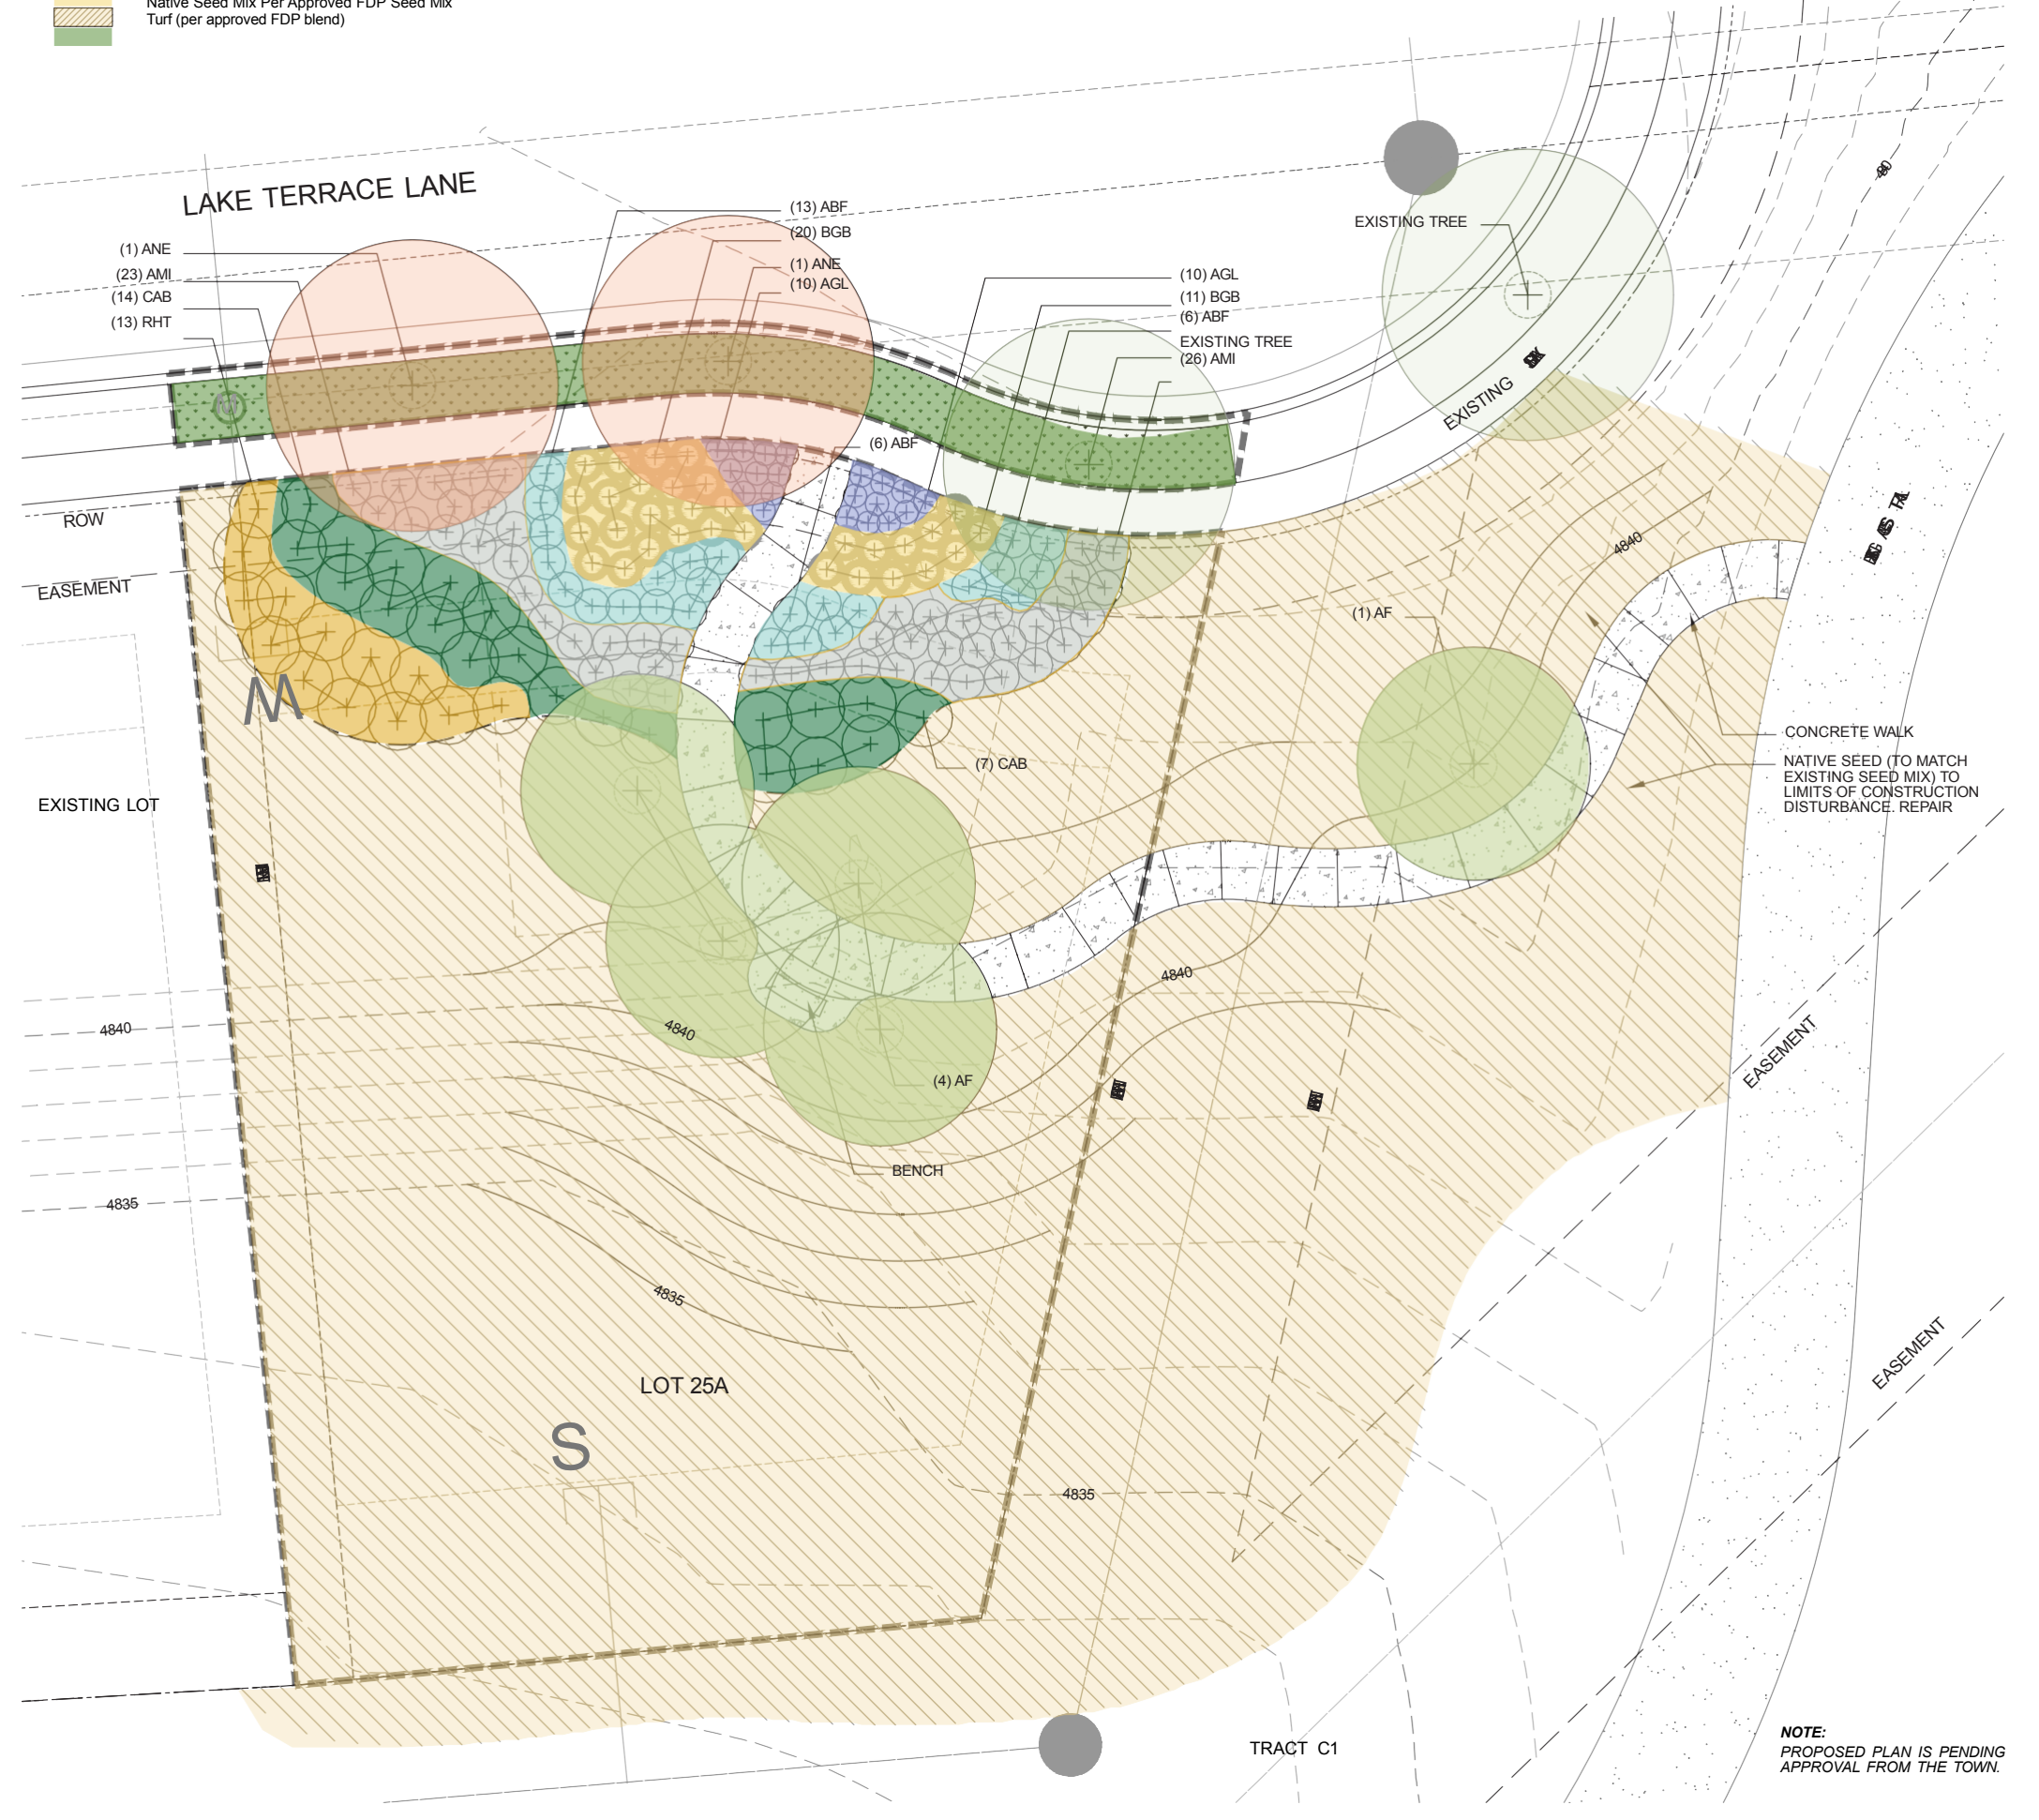 Native Seed Mix Per Approved FDP Seed Mix
Turf (per approved FDP blend)
LAKE TERRACE LANE
(1) ANE
(23) AMI
(14) CAB
(13) RHT
(13) ABF
(20) BGB
(1) ANE
(10) AGL
(10) AGL
(11) BGB
(6) ABF
EXISTING TREE
(26) AMI
EXISTING TREE
EXISTING
(6) ABF
ROW
EASEMENT
4840
(1) AF
W
CONCRETE WALK
NATIVE SEED (TO MATCH
EXISTING SEED MIX) TO
LIMITS OF CONSTRUCTION
DISTURBANCE. REPAIR
(7) CAB
EXISTING LOT
4840
4840
4840
EASEMENT
(4) AF
BENCH
4835
4835
EASEMENT
LOT 25A
S
4835
TRACT C1
NOTE:
PROPOSED PLAN IS PENDING
APPROVAL FROM THE TOWN.